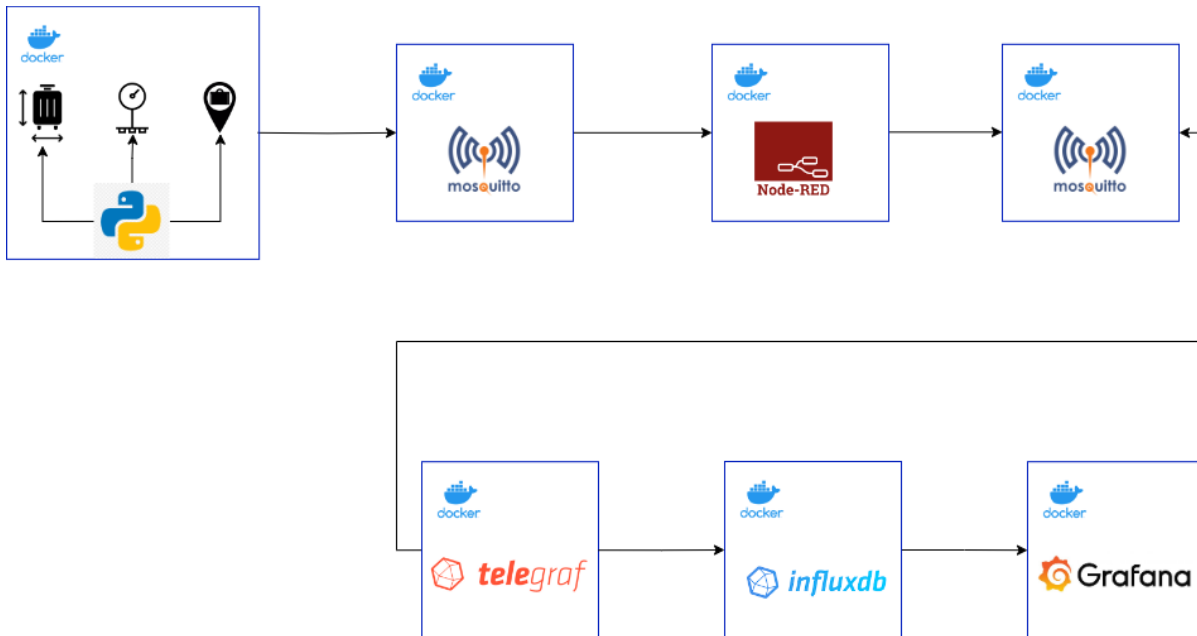 docker
docker
mosquitto
docker
Node-RED
docker
mosquitto
docker
telegraf
docker
influxdb
docker
Grafana